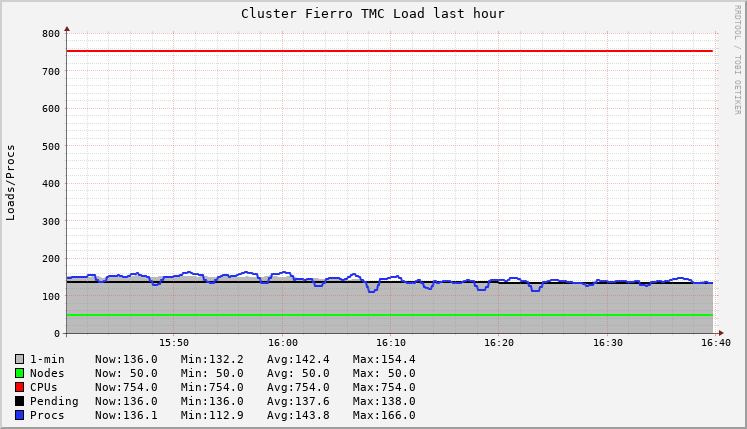 Cluster Fierro TMC Load last hour
RRDTOOL / TOBI OETIKER
Loads/Procs
800
700
600
500
400
300
200
100
0
15:50 16:00 16:10 16:20 16:30 16:40
1-min Now:136.0 Min:132.2 Avg:142.4 Max:154.4
Nodes Now: 50.0 Min: 50.0 Avg: 50.0 Max: 50.0
CPUs Now:754.0 Min:754.0 Avg:754.0 Max:754.0
Pending Now:136.0 Min:136.0 Avg:137.6 Max:138.0
Procs Now:136.1 Min:112.9 Avg:143.8 Max:166.0